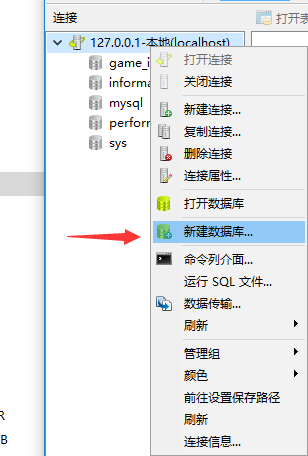 连接
打开表
127.0.0.1-本地(localhost)
game_i
informa
mysql
perform
sys
打开连接
关闭连接
新建连接...
复制连接...
删除连接
连接属性...
打开数据库
新建数据库...
命令列介面...
运行 SQL 文件...
数据传输...
刷新
管理组
颜色
前往设置保存路径
刷新
连接信息...
R
B